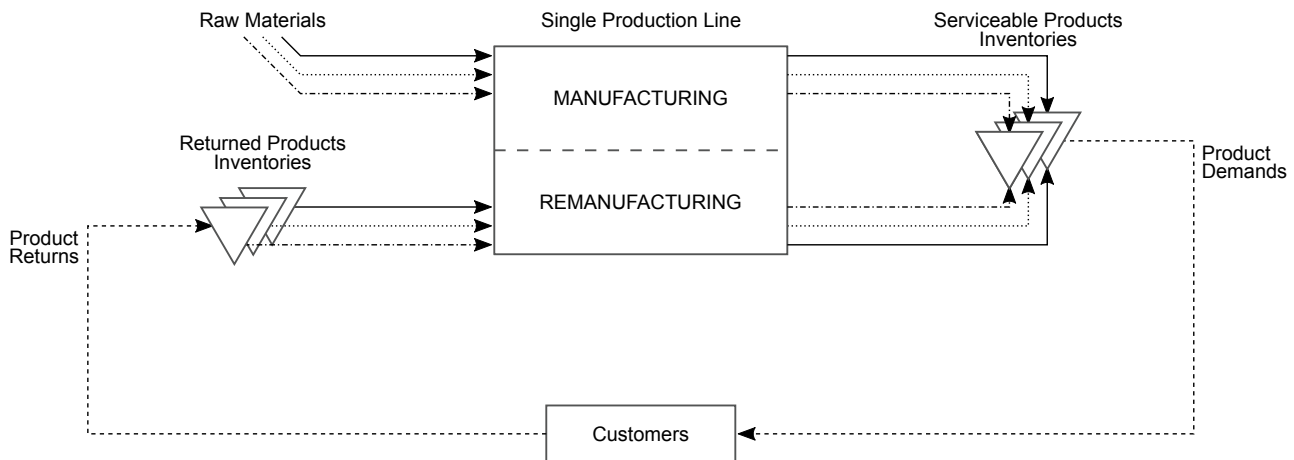 Raw Materials
Single Production Line
Serviceable Products
Inventories
MANUFACTURING
Returned Products
Inventories
Product
Demands
REMANUFACTURING
Product
Returns
Customers